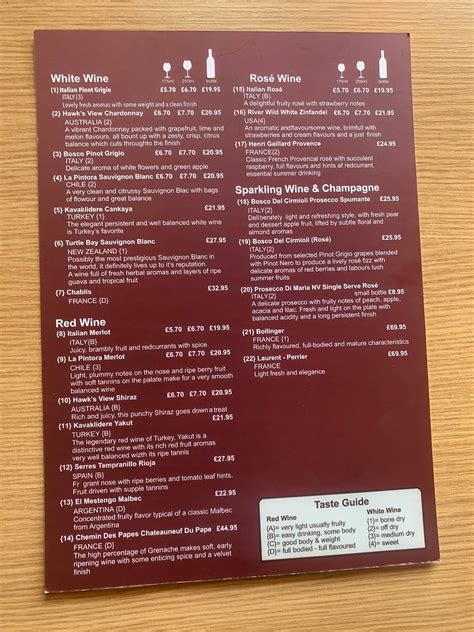 White Wine
175ml 250ml bottle
(1) Italian Pinot Grigio £5.70 £6.70 £19.95
ITALY(3)
Lovely fresh aromas with some weight and a clean finish
(2) Hawk's View Chardonnay £6.70 £7.70 £20.95
AUSTRALIA (2)
A vibrant Chardonnay packed with grapefruit, lime and
melon flavours, all bount up with a zesty, crisp, citrus
balance which cuts throughto the finish
(3) Bosco Pinot Grigio £6.70 £7.70 £20.95
ITALY(2)
Delicate aroma of white flowers and green apple
(4) La Pintora Sauvignon Blanc £6.70 £7.70 £20.95
CHILE (2)
A very clean and citrussy Sauvignon Blac with bags
of flavour and great balance
(5) Kavaklidere Cankaya £21.95
TURKEY (1)
The elegant persistent and well balanced white wine
is Turkey's favorite
(6) Turtle Bay Sauvignon Blanc £27.95
NEW ZEALAND (1)
Possibly the most prestigious Sauvignon Blanc in
the world, it definitely lives up to it's reputation.
A wine full of fresh herbal aromas and layers of ripe
guava and tropical fruit
(7) Chablis £32.95
FRANCE (D)
Red Wine
(8) Italian Merlot £5.70 £6.70 £19.95
ITALY(B)
Juicy, brambly fruit and redcurrants with spice.
(9) La Pintora Merlot £6.70 £7.70 £20.95
CHILE (3)
Light, plummy notes on the nose and ripe berry fruit
with soft tannins on the palate make for a very smooth
balanced wine
(10) Hawk's View Shiraz £6.70 £7.70 £20.95
AUSTRALIA (B)
Rich and juicy, this punchy Shiraz goes down a treat
(11) Kavaklidere Yakut £21.95
TURKEY (B)
The legendary red wine of Turkey, Yakut is a
distinctive red wine with its rich red fruit aromas
very well balanced wizth its ripe tannis
(12) Serres Tempranillo Rioja £27.95
SPAIN (B)
Fr grant nose with ripe berries and tomato leaf hints.
Fruit driven with supple tannins
(13) El Mestengo Malbec £22.95
ARGENTINA (D)
Concentrated fruity flavor typical of a classic Malbec
from Argentina
(14) Chemin Des Papes Chateauneuf Du Pape £44.95
FRANCE (D)
The high percentage of Grenache makes soft, early
ripening wine with some enticing spice and a velvet
finish
Rosé Wine
175ml 250ml bottle
(15) Italian Rosé £5.70 £6.70 £19.95
ITALY (B)
A delightful fruity rosé with strawberry notes
(16) River Wild White Zinfandel £6.70 £7.70 £20.95
USA(4)
An aromatic andflavoursome wine, brimful with
strawberries and cream flavours and a just finish
(17) Henri Gaillard Provence £24.95
FRANCE(2)
Classic French Provencal rosé with succulent
raspberry, full flavours and hints of redcurrant,
essential summer drinking
Sparkling Wine & Champagne
(18) Bosco Del Cirmioli Prosecco Spumante £25.95
ITALY(2)
Deliberately light and refreshing style, with fresh pear
and dessert apple fruit, lifted by subtle floral and
almond aromas
(19) Bosco Del Cirmioli (Rosé) £25.95
ITALY(2)
Produced from selected Pinot Grigio grapes blended
with Pinot Nero to produce a lively rosé fizz with
delicate aromas of red berries and labours lush
summer fruits
(20) Prosecco Di Maria NV Single Serve Rosé
ITALY(2) small bottle £8.95
A delicate prosecco with fruity notes of peach, apple,
acacia and lilac. Fresh and light on the plate with
balanced acidity and a long persistent finish
(21) Bollinger £89.95
FRANCE (1)
Richly flavoured, full-bodied and mature characteristics
(22) Laurent - Perrier £69.95
FRANCE
Light fresh and elegant
Taste Guide
Red Wine
(A)= very light usually fruity
(B)= easy drinking, some body
(C)= good body & weight
(D)= full bodied - full flavoured
White Wine
(1)= bone dry
(2)= off dry
(3)= medium dry
(4)= sweet